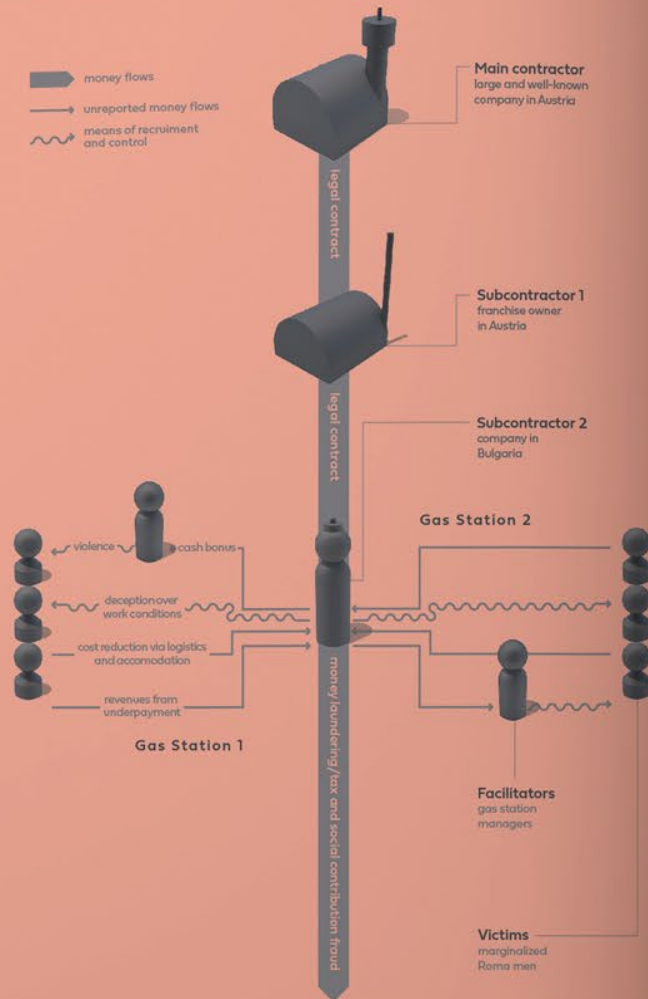 money flows
unreported money flows
means of recruiment
and control
Main contractor
large and well-known
company in Austria
legal contract
Subcontractor 1
franchise owner
in Austria
legal contract
Subcontractor 2
company in
Bulgaria
Gas Station 2
violence
cash bonus
deception over
work conditions
cost reduction via logistics
and accomodation
revenues from
underpayment
Gas Station 1
money laundering/tax and social contribution fraud
Facilitators
gas station
managers
Victims
marginalized
Roma men